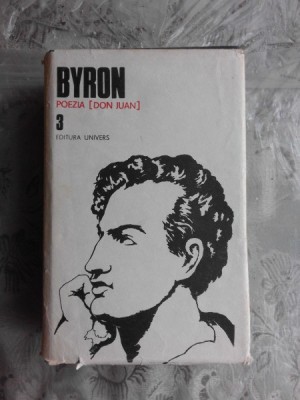 BYRON
POEZIA [DON JUAN]
3
EDITURA UNIVERS